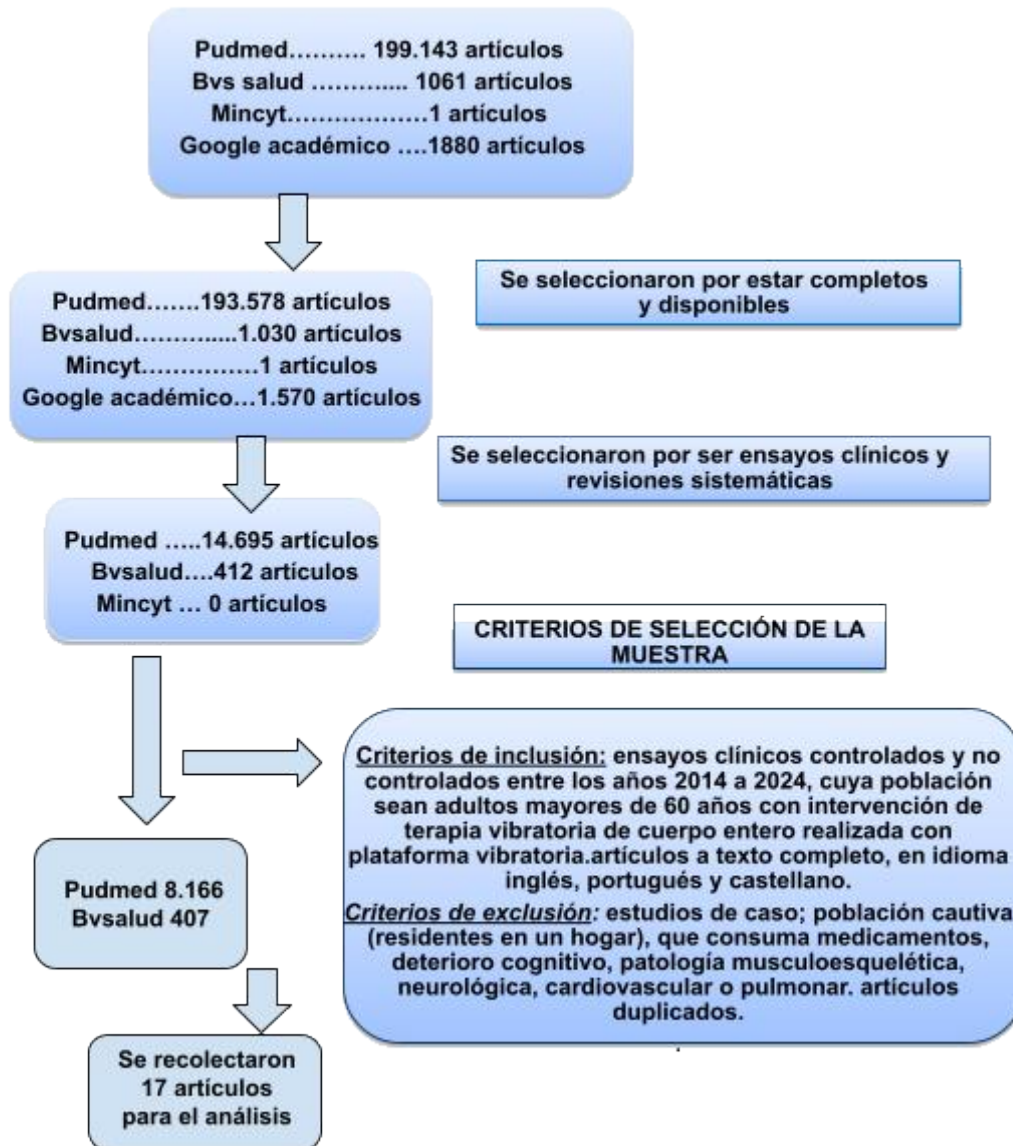 Pudmed.......... 199.143 artículos
Bvs salud ............. 1061 artículos
Mincyt..................1 artículos
Google académico ....1880 artículos
Pudmed.......193.578 artículos
Bvsalud..............1.030 artículos
Mincyt...............1 artículos
Google académico...1.570 artículos
Se seleccionaron por estar completos
y disponibles
Se seleccionaron por ser ensayos clínicos y
revisiones sistemáticas
Pudmed .....14.695 artículos
Bvsalud....412 artículos
Mincyt ... 0 artículos
CRITERIOS DE SELECCIÓN DE LA
MUESTRA
Criterios de inclusión: ensayos clínicos controlados y no
controlados entre los años 2014 a 2024, cuya población
sean adultos mayores de 60 años con intervención de
terapia vibratoria de cuerpo entero realizada con
plataforma vibratoria.artículos a texto completo, en idioma
inglés, portugués y castellano.
Criterios de exclusión: estudios de caso; población cautiva
(residentes en un hogar), que consuma medicamentos,
deterioro cognitivo, patología musculoesquelética,
neurológica, cardiovascular o pulmonar. artículos
duplicados.
Pudmed 8.166
Bvsalud 407
Se recolectaron
17 artículos
para el análisis